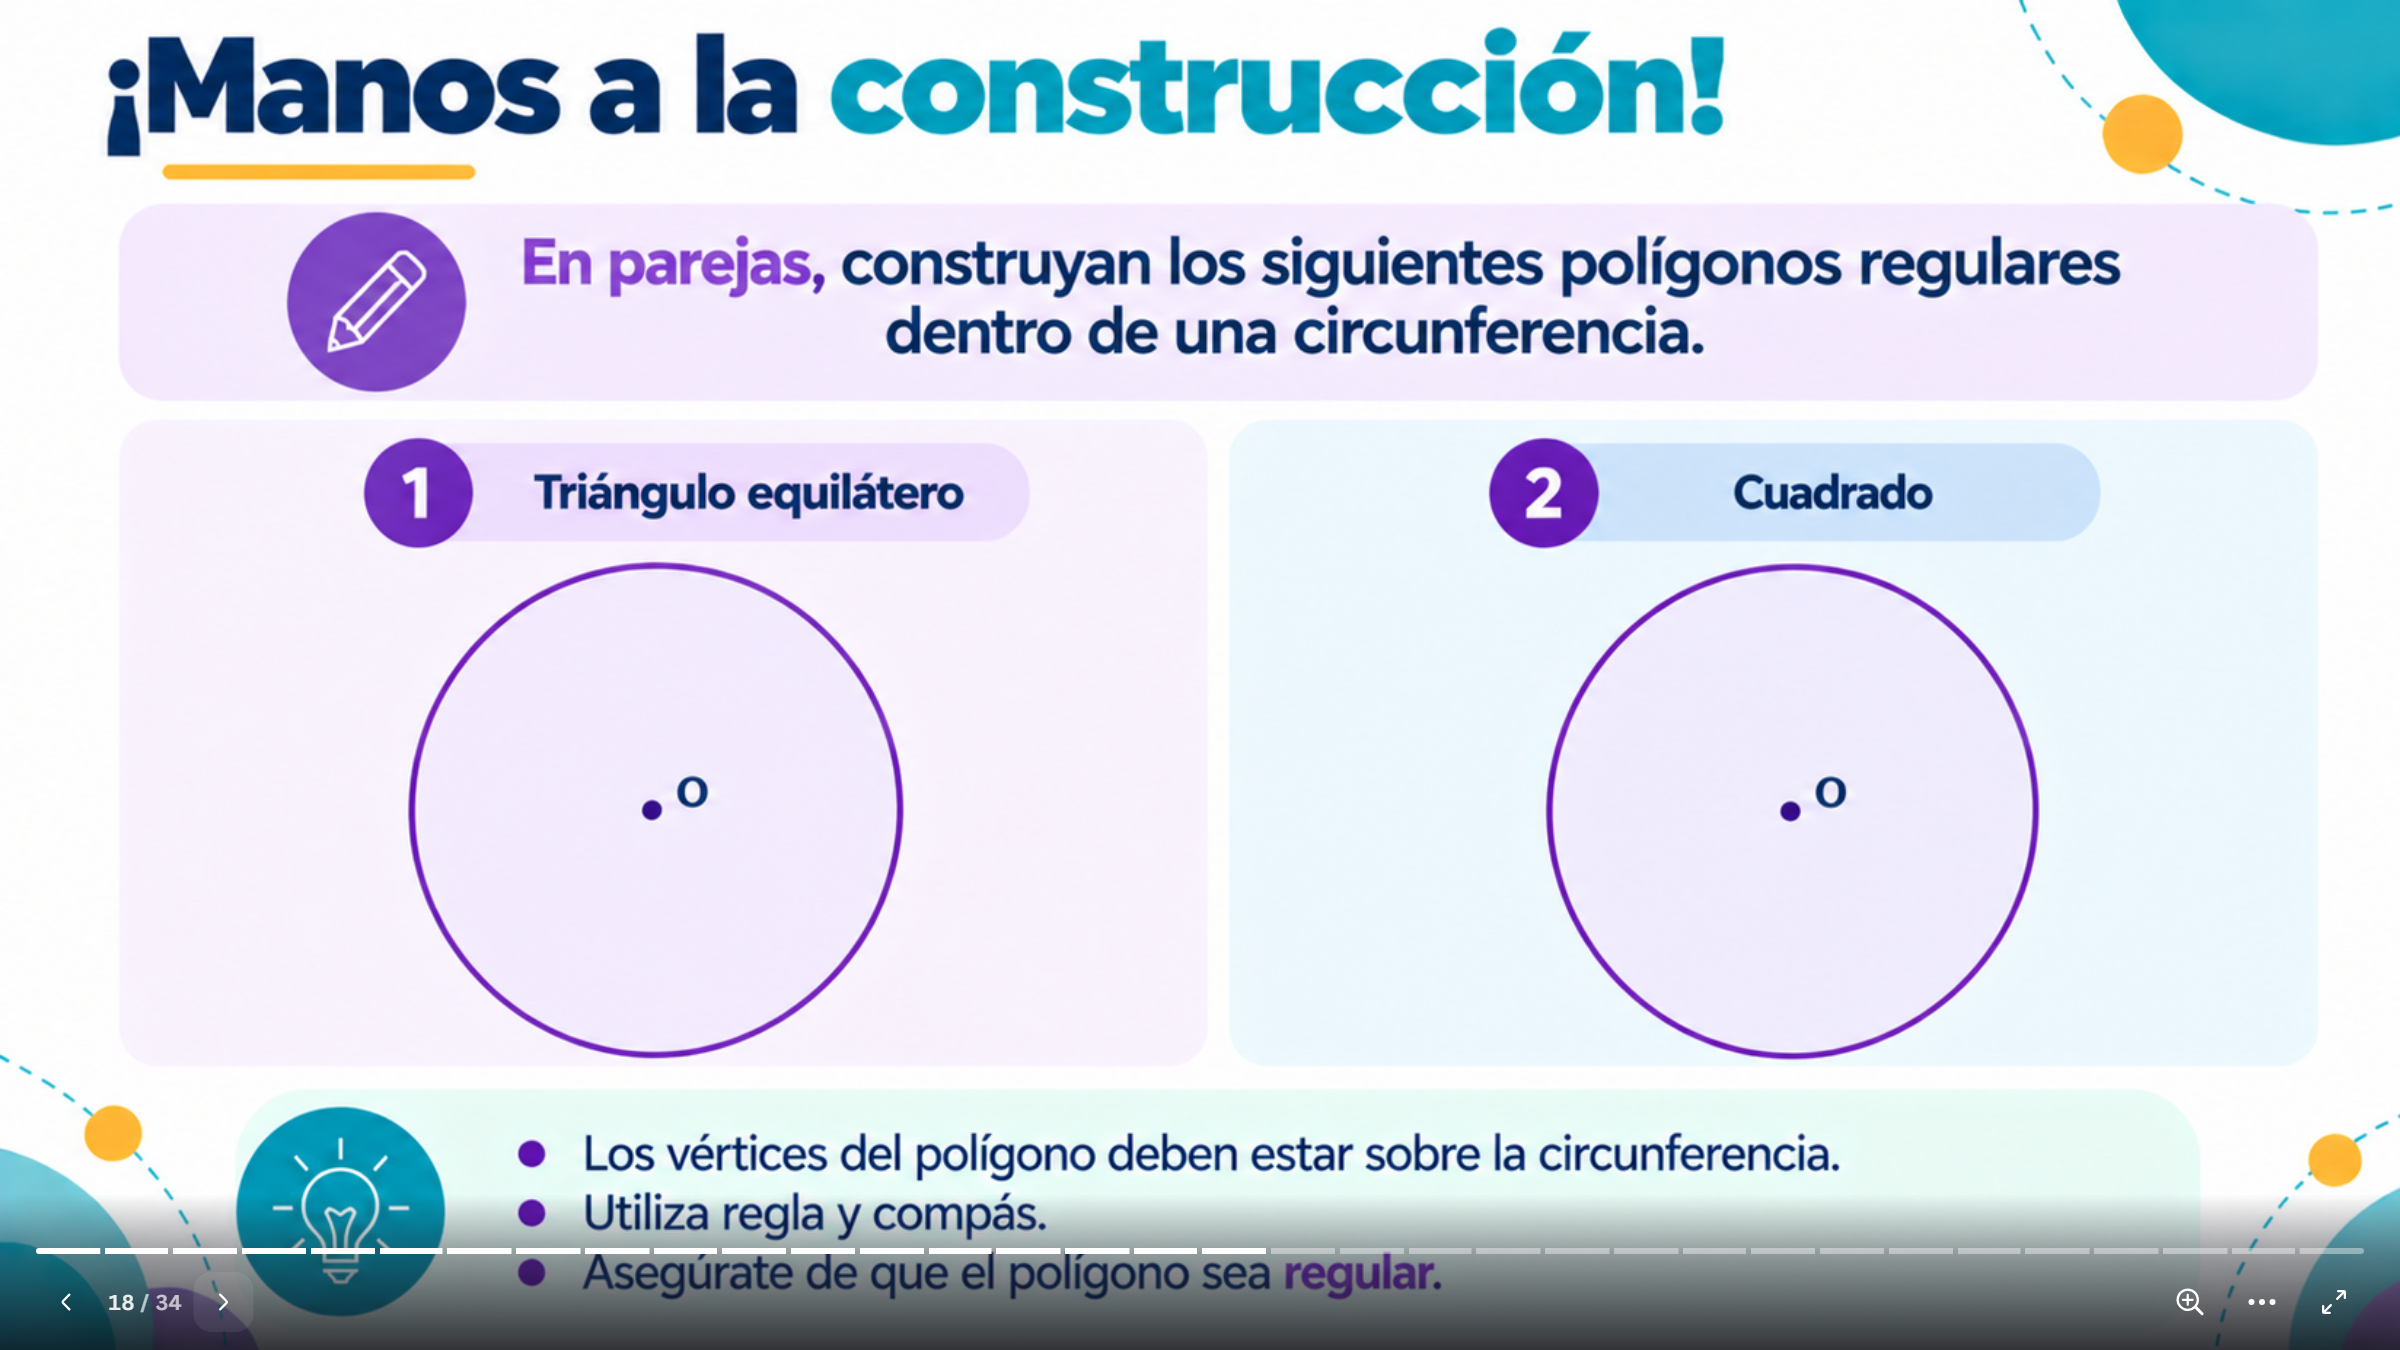 ¡Manos a la construcción!
En parejas, construyan los siguientes polígonos regulares
dentro de una circunferencia.
1 Triángulo equilátero
2 Cuadrado
O
O
Los vértices del polígono deben estar sobre la circunferencia.
Utiliza regla y compás.
Asegúrate de que el polígono sea regular.
18 / 34